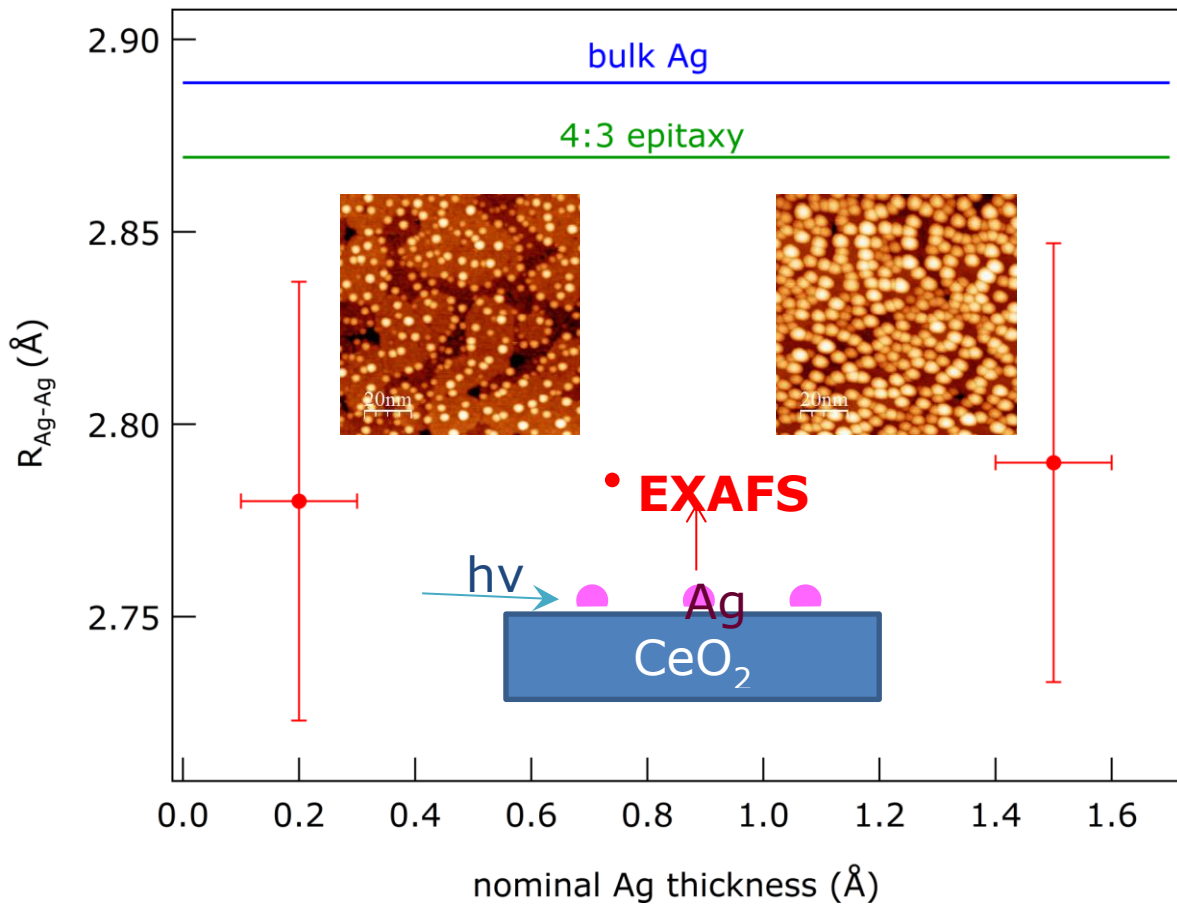 2.90
2.85
2.80
2.75
R_Ag-Ag (Å)
bulk Ag
4:3 epitaxy
20nm
20nm
EXAFS
hν
Ag
CeO₂
0.0 0.2 0.4 0.6 0.8 1.0 1.2 1.4 1.6
nominal Ag thickness (Å)